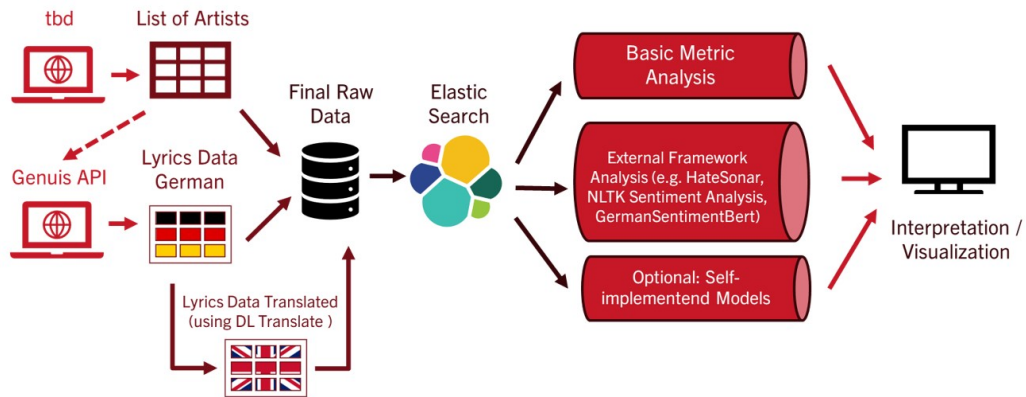 tbd
List of Artists
Genuis API
Lyrics Data
German
Lyrics Data Translated
(using DL Translate )
Final Raw
Data
Elastic
Search
Basic Metric
Analysis
External Framework
Analysis (e.g. HateSonar,
NLTK Sentiment Analysis,
GermanSentimentBert)
Optional: Self-
implementend Models
Interpretation /
Visualization